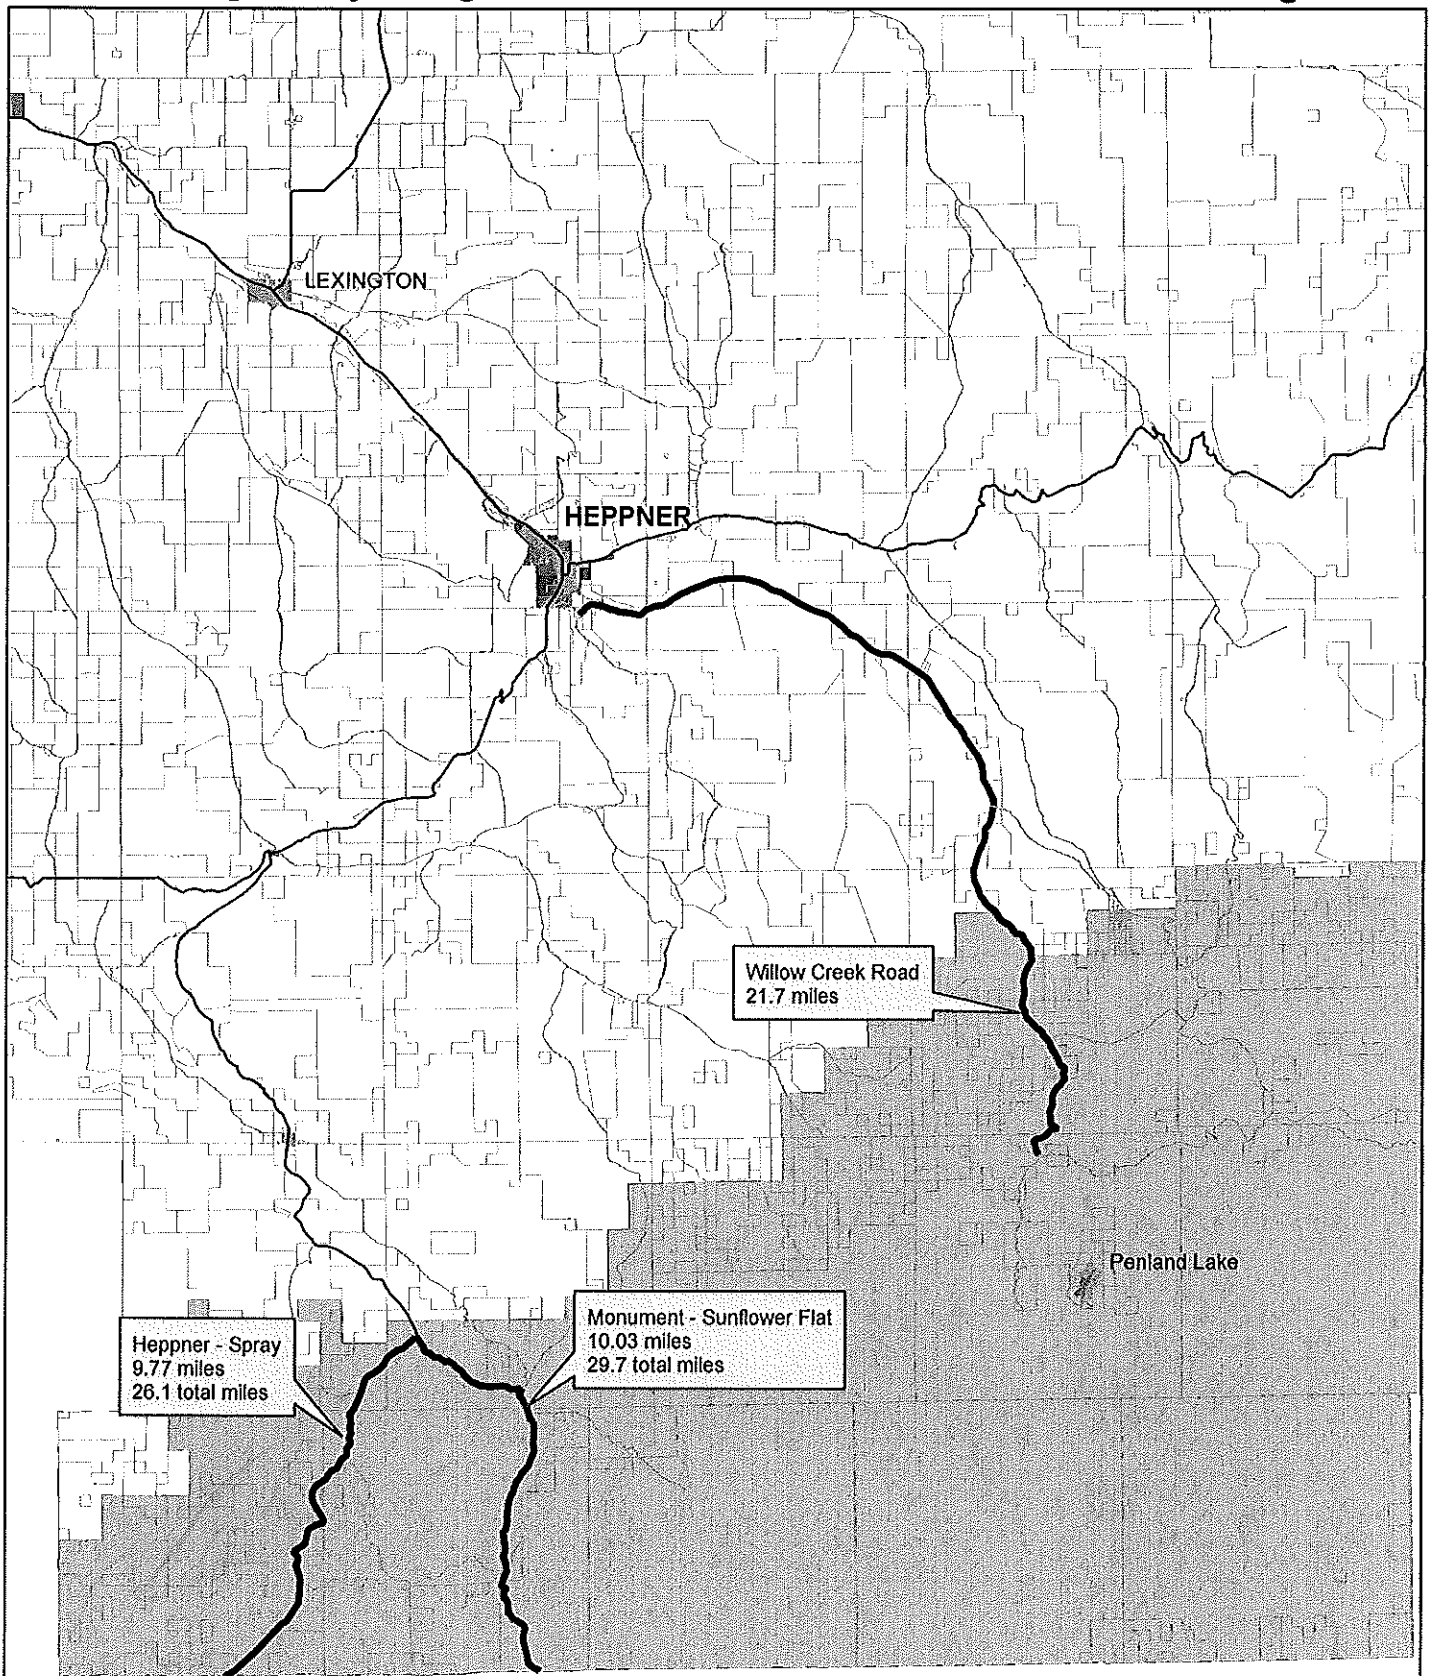 LEXINGTON
HEPPNER
Willow Creek Road
21.7 miles
Penland Lake
Monument - Sunflower Flat
10.03 miles
29.7 total miles
Heppner - Spray
9.77 miles
26.1 total miles